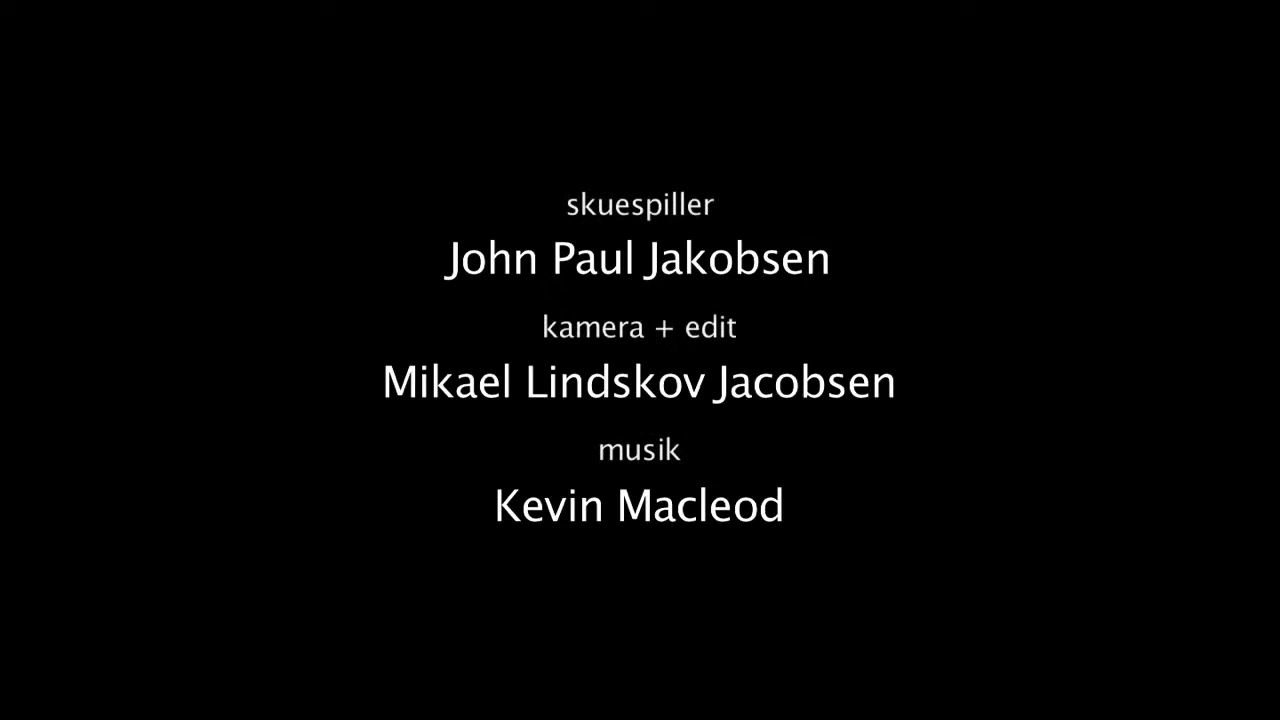 skuespiller
John Paul Jakobsen
kamera + edit
Mikael Lindskov Jacobsen
musik
Kevin Macleod